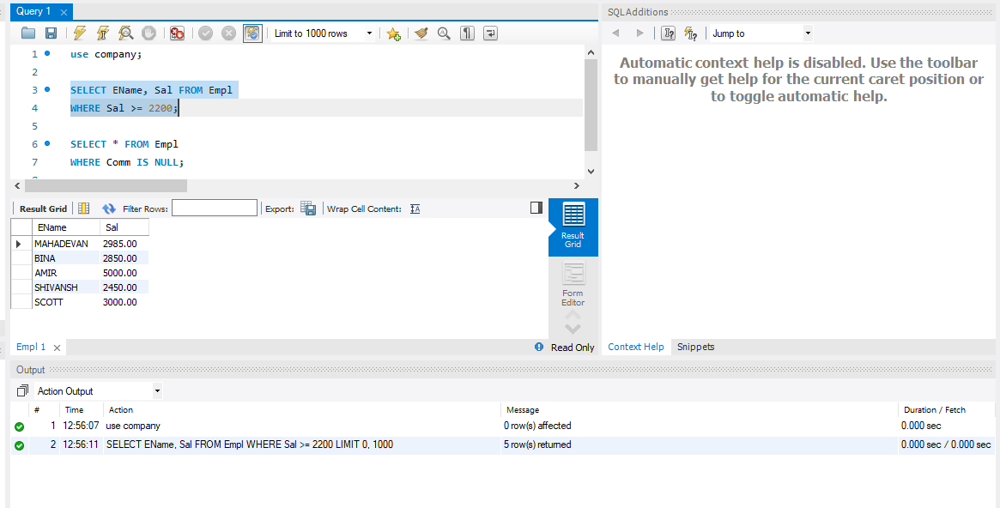 Query 1
SQLAdditions
Limit to 1000 rows
Jump to
1 use company;
2
3 SELECT EName, Sal FROM Empl
4 WHERE Sal >= 2200;
5
6 SELECT * FROM Empl
7 WHERE Comm IS NULL;
Automatic context help is disabled. Use the toolbar
to manually get help for the current caret position or
to toggle automatic help.
Result Grid Filter Rows: Export: Wrap Cell Content:
EName Sal
MAHADEVAN 2985.00
BINA 2850.00
AMIR 5000.00
SHIVANSH 2450.00
SCOTT 3000.00
Result
Grid
Form
Editor
Empl 1
Read Only
Context Help Snippets
Output
Action Output
# Time Action Message Duration / Fetch
1 12:56:07 use company 0 row(s) affected 0.000 sec
2 12:56:11 SELECT EName, Sal FROM Empl WHERE Sal >= 2200 LIMIT 0, 1000 5 row(s) returned 0.000 sec / 0.000 sec